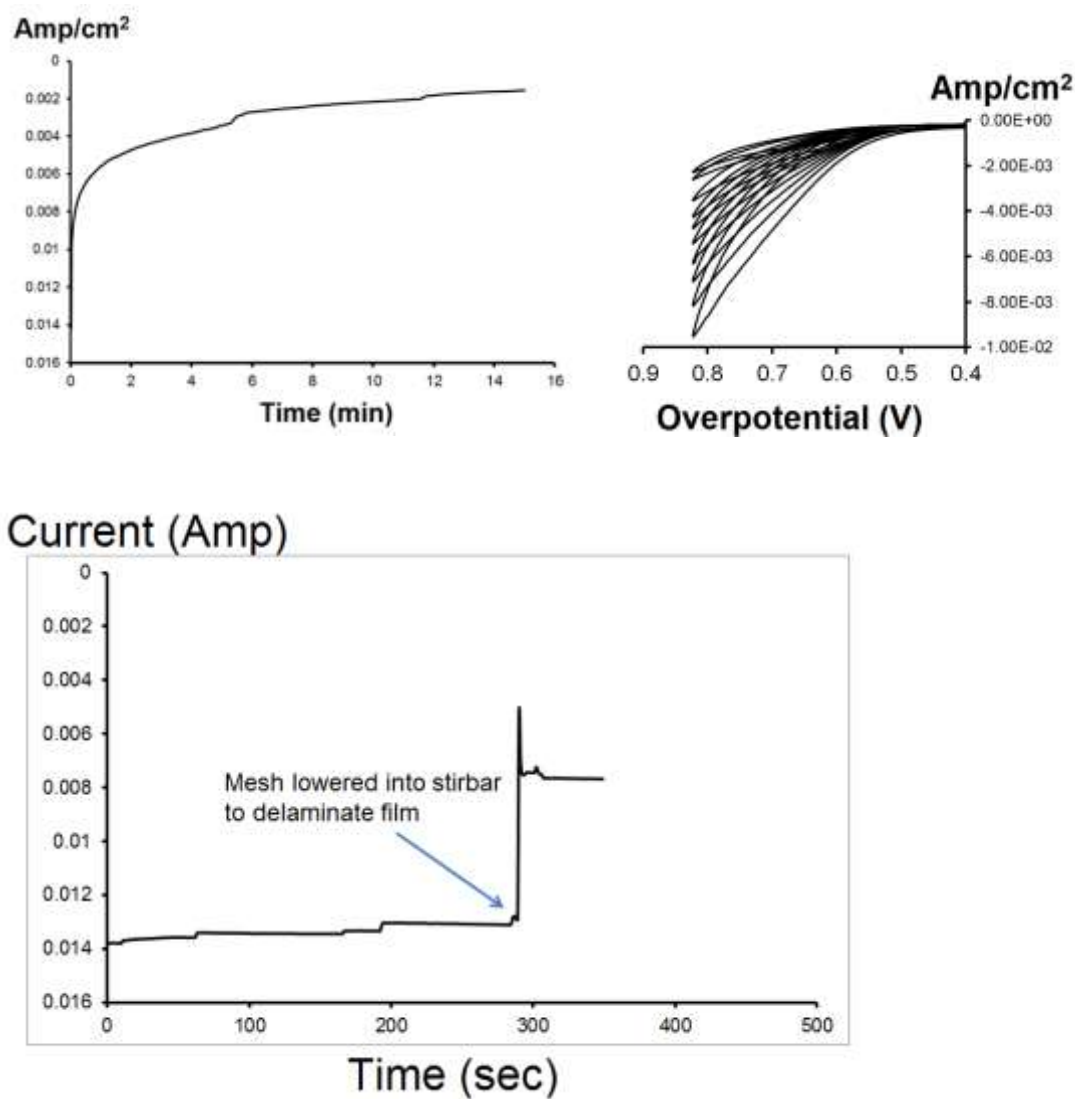 Amp/cm²
0
0.002
0.004
0.006
0.008
0.01
0.012
0.014
0.016
0 2 4 6 8 10 12 14 16
Time (min)
Amp/cm²
0.00E+00
-2.00E-03
-4.00E-03
-6.00E-03
-8.00E-03
-1.00E-02
0.9 0.8 0.7 0.6 0.5 0.4
Overpotential (V)
Current (Amp)
0
0.002
0.004
0.006
0.008
0.01
0.012
0.014
0.016
Mesh lowered into stirbar
to delaminate film
0 100 200 300 400 500
Time (sec)